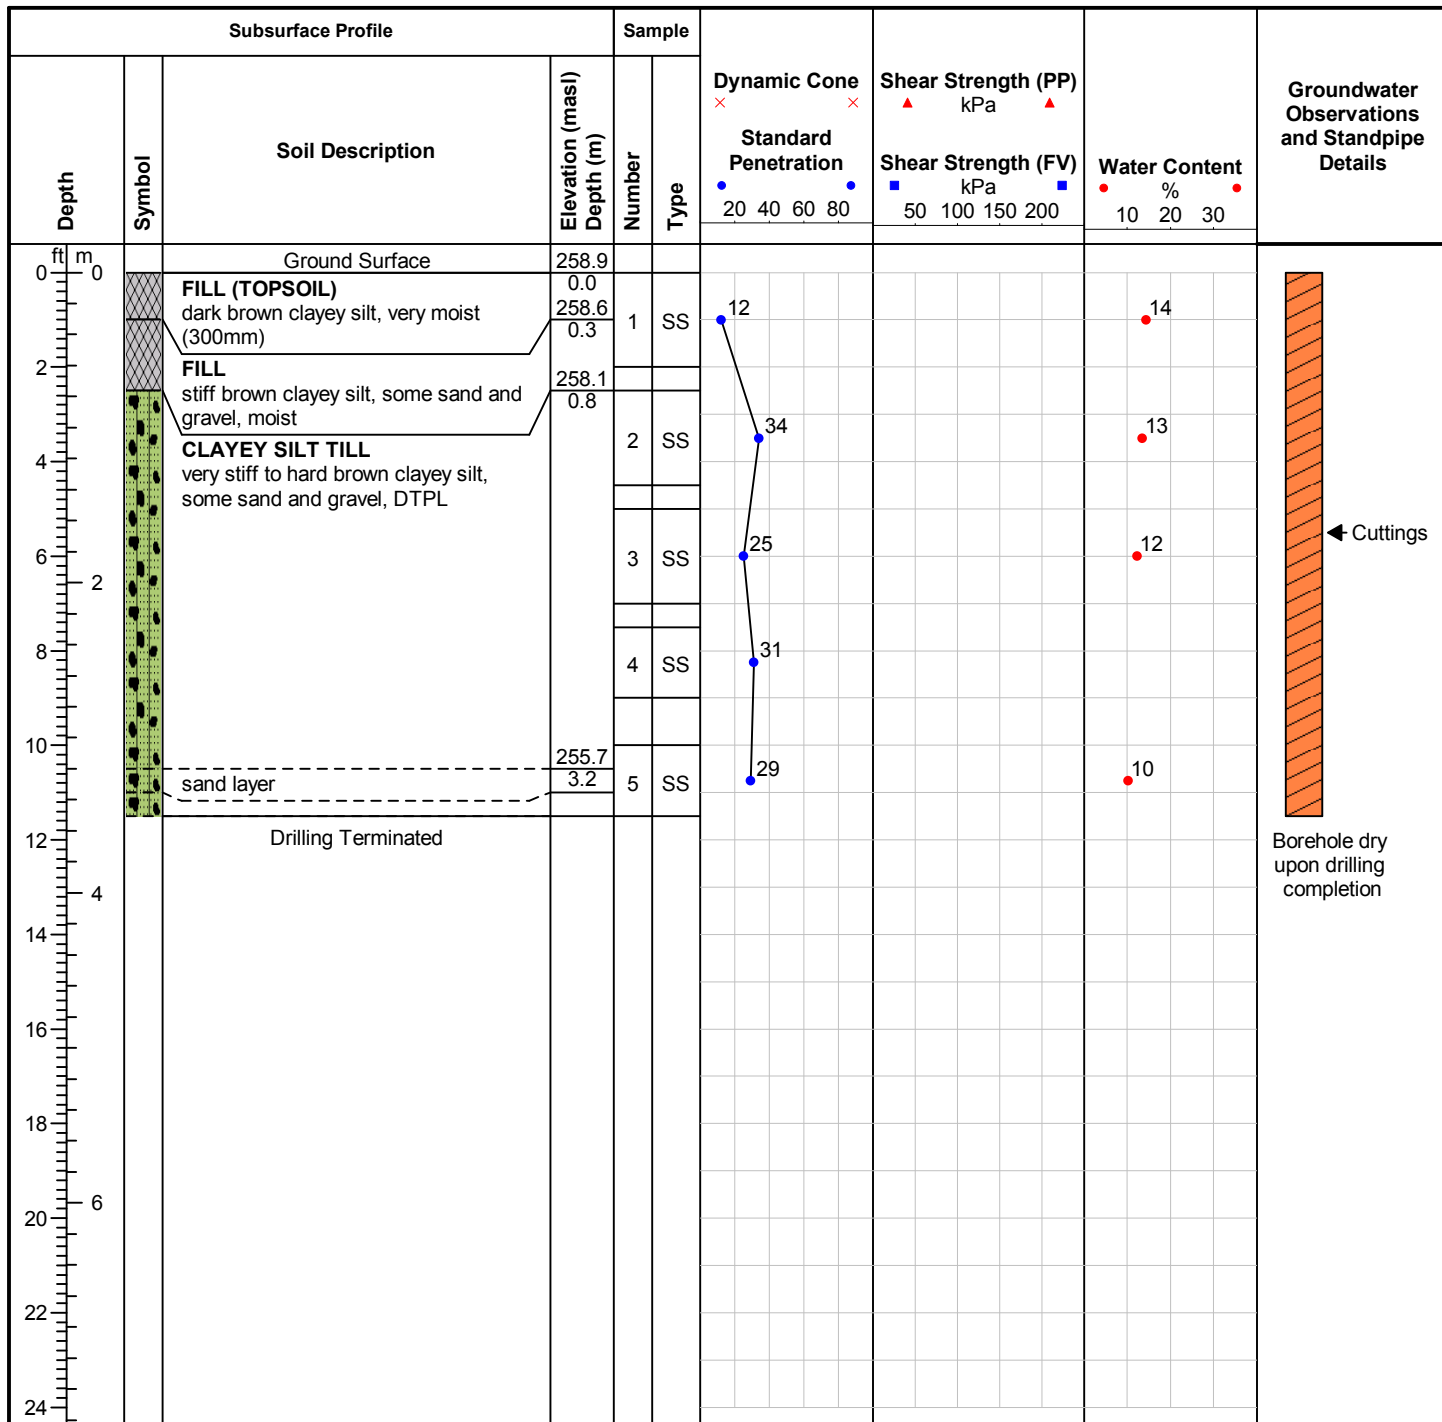 Subsurface Profile
Sample
Depth
Symbol
Soil Description
Elevation (masl)
Depth (m)
Number
Type
Dynamic Cone
Standard
Penetration
20 40 60 80
Shear Strength (PP)
kPa
Shear Strength (FV)
kPa
50 100 150 200
Water Content
%
10 20 30
Groundwater
Observations
and Standpipe
Details
ft m
0 0
Ground Surface
258.9
0.0
FILL (TOPSOIL)
dark brown clayey silt, very moist
(300mm)
258.6
0.3
1 SS
12
14
2
FILL
stiff brown clayey silt, some sand and
gravel, moist
258.1
0.8
2 SS
34
13
4
CLAYEY SILT TILL
very stiff to hard brown clayey silt,
some sand and gravel, DTPL
3 SS
25
12
Cuttings
6
2
8
4 SS
31
10
255.7
3.2
sand layer
5 SS
29
10
12
Drilling Terminated
Borehole dry
upon drilling
completion
4
14
16
18
6
20
22
24